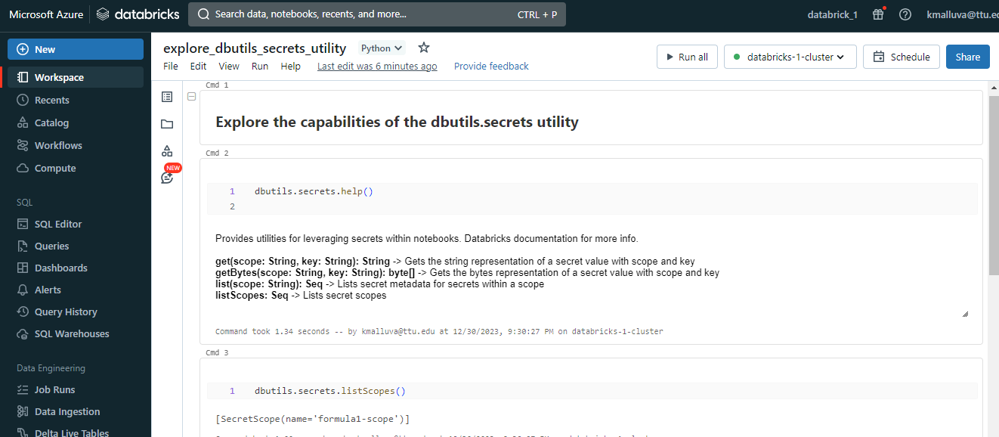 Microsoft Azure databricks Search data, notebooks, recents, and more... CTRL + P databrick_1 kmalluva@ttu.ed
New
Workspace
Recents
Catalog
Workflows
Compute
SQL
SQL Editor
Queries
Dashboards
Alerts
Query History
SQL Warehouses
Data Engineering
Job Runs
Data Ingestion
Delta Live Tables
explore_dbutils_secrets_utility Python
File Edit View Run Help Last edit was 6 minutes ago Provide feedback
Run all databricks-1-cluster Schedule Share
NEW
Cmd 1
Explore the capabilities of the dbutils.secrets utility
Cmd 2
1 dbutils.secrets.help()
2
Provides utilities for leveraging secrets within notebooks. Databricks documentation for more info.
get(scope: String, key: String): String -> Gets the string representation of a secret value with scope and key
getBytes(scope: String, key: String): byte[] -> Gets the bytes representation of a secret value with scope and key
list(scope: String): Seq -> Lists secret metadata for secrets within a scope
listScopes: Seq -> Lists secret scopes
Command took 1.34 seconds -- by kmalluva@ttu.edu at 12/30/2023, 9:30:27 PM on databricks-1-cluster
Cmd 3
1 dbutils.secrets.listScopes()
[SecretScope(name='formula1-scope')]